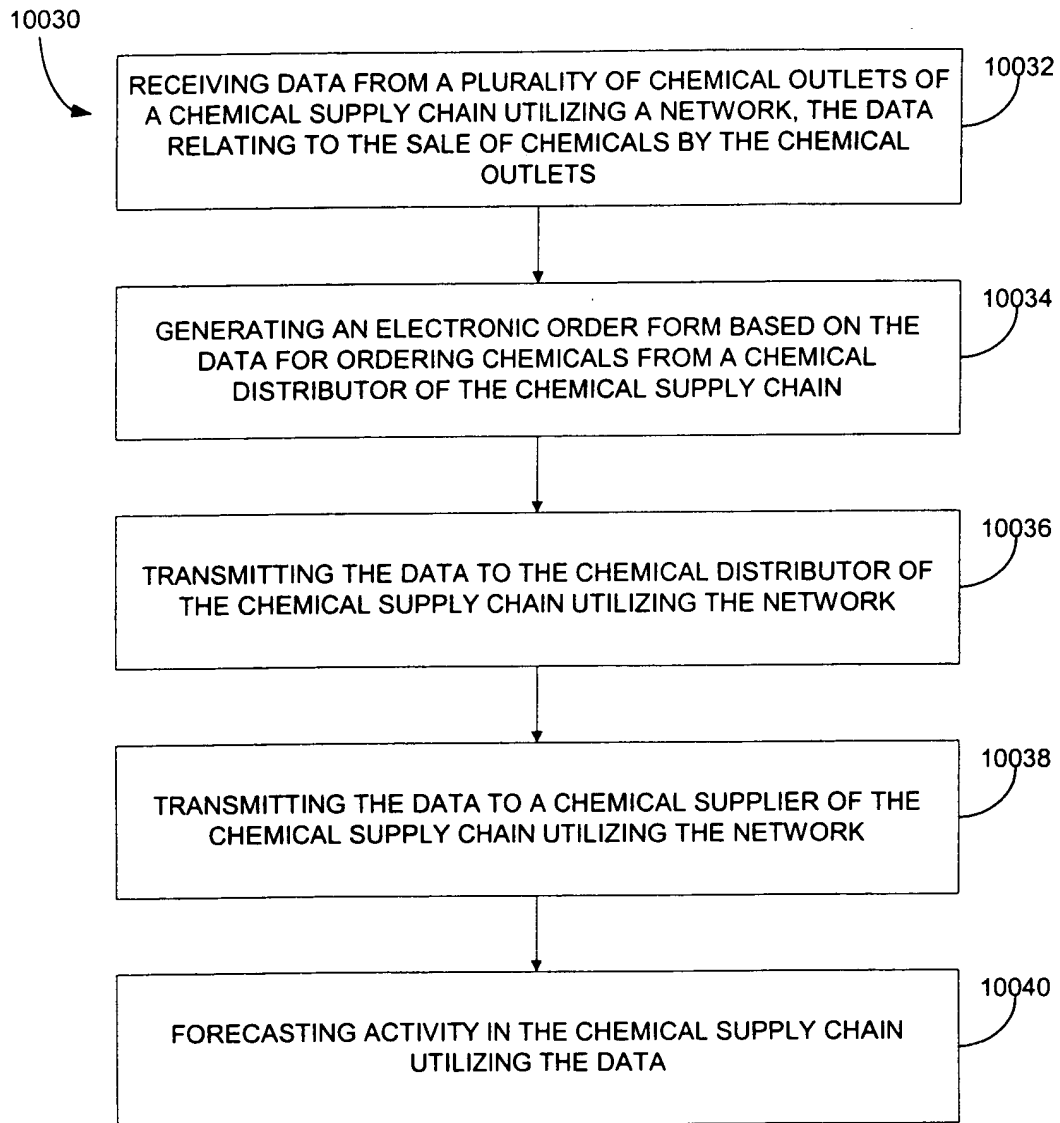 10030
10032
RECEIVING DATA FROM A PLURALITY OF CHEMICAL OUTLETS OF
A CHEMICAL SUPPLY CHAIN UTILIZING A NETWORK, THE DATA
RELATING TO THE SALE OF CHEMICALS BY THE CHEMICAL
OUTLETS
10034
GENERATING AN ELECTRONIC ORDER FORM BASED ON THE
DATA FOR ORDERING CHEMICALS FROM A CHEMICAL
DISTRIBUTOR OF THE CHEMICAL SUPPLY CHAIN
10036
TRANSMITTING THE DATA TO THE CHEMICAL DISTRIBUTOR OF
THE CHEMICAL SUPPLY CHAIN UTILIZING THE NETWORK
10038
TRANSMITTING THE DATA TO A CHEMICAL SUPPLIER OF THE
CHEMICAL SUPPLY CHAIN UTILIZING THE NETWORK
10040
FORECASTING ACTIVITY IN THE CHEMICAL SUPPLY CHAIN
UTILIZING THE DATA